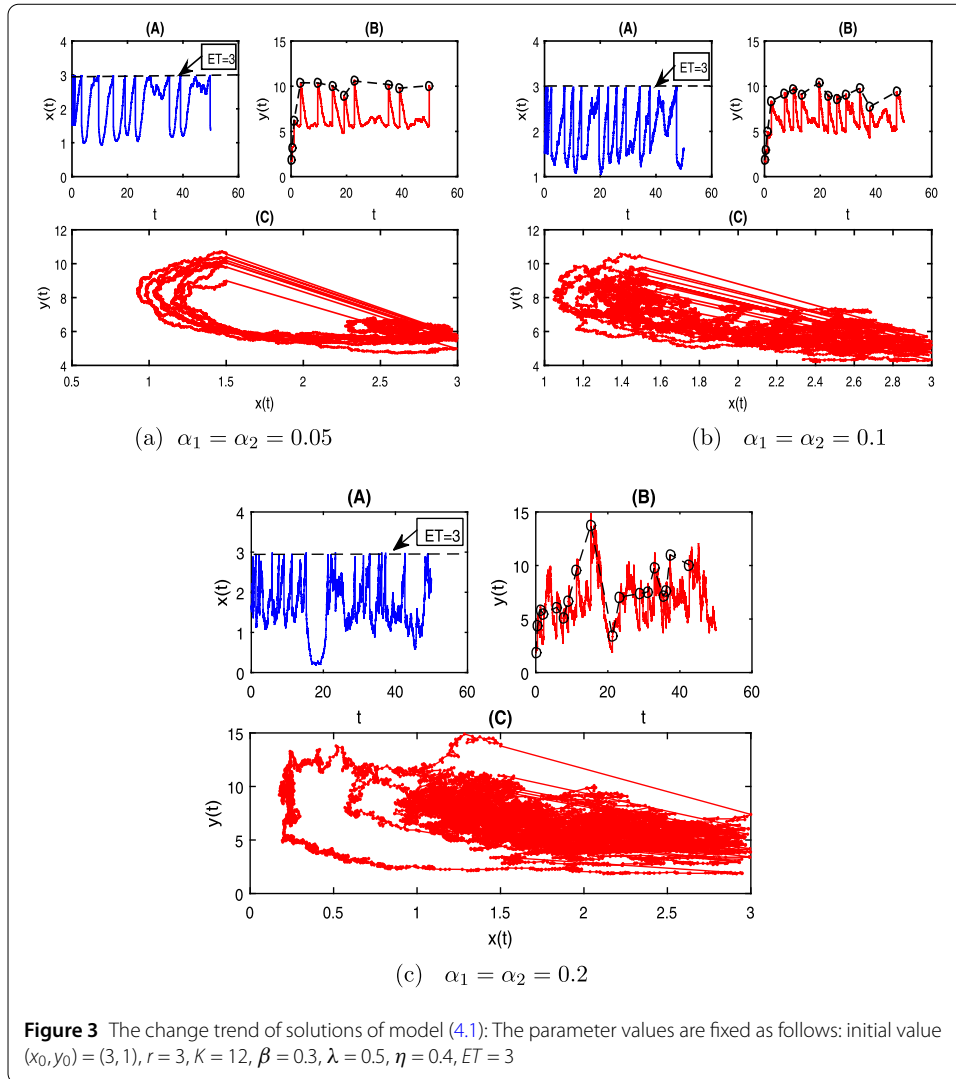 (A)
(B)
(A)
(B)
4
3
2
1
0
x(t)
ET=3
0 20 40 60
t
15
10
5
0
y(t)
0 20 40 60
t
4
3
2
1
x(t)
ET=3
0 20 40 60
t
15
10
5
0
y(t)
0 20 40 60
t
(C)
12
10
8
6
4
y(t)
0.5 1 1.5 2 2.5 3
x(t)
(C)
12
10
8
6
4
y(t)
1 1.2 1.4 1.6 1.8 2 2.2 2.4 2.6 2.8 3
x(t)
(a) α₁ = α₂ = 0.05
(b) α₁ = α₂ = 0.1
(A)
(B)
4
3
2
1
0
x(t)
ET=3
0 20 40 60
t
15
10
5
0
y(t)
0 20 40 60
t
(C)
15
10
5
0
y(t)
0 0.5 1 1.5 2 2.5 3
x(t)
(c) α₁ = α₂ = 0.2
Figure 3 The change trend of solutions of model (4.1): The parameter values are fixed as follows: initial value
(x₀, y₀) = (3, 1), r = 3, K = 12, β = 0.3, λ = 0.5, η = 0.4, ET = 3